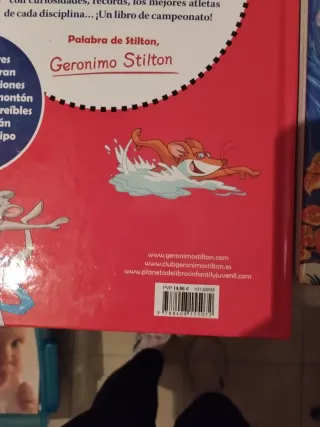 con curiosidades, records, los mejores atletas
de cada disciplina... ¡Un libro de campeonato!
Palabra de Stilton,
Geronimo Stilton
www.geronimostilton.com
www.clubgeronimostilton.es
www.planetadelibrosinfantilyjuvenil.com
PVP 14,95 €